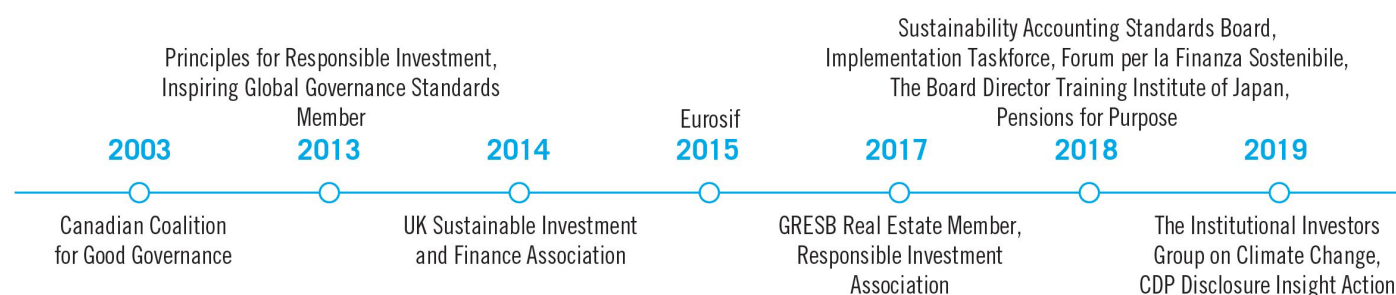 Principles for Responsible Investment,
Inspiring Global Governance Standards
Member
Eurosif
Sustainability Accounting Standards Board,
Implementation Taskforce, Forum per la Finanza Sostenibile,
The Board Director Training Institute of Japan,
Pensions for Purpose
2003 2013 2014 2015 2017 2018 2019
Canadian Coalition
for Good Governance
UK Sustainable Investment
and Finance Association
GRESB Real Estate Member,
Responsible Investment
Association
The Institutional Investors
Group on Climate Change,
CDP Disclosure Insight Action